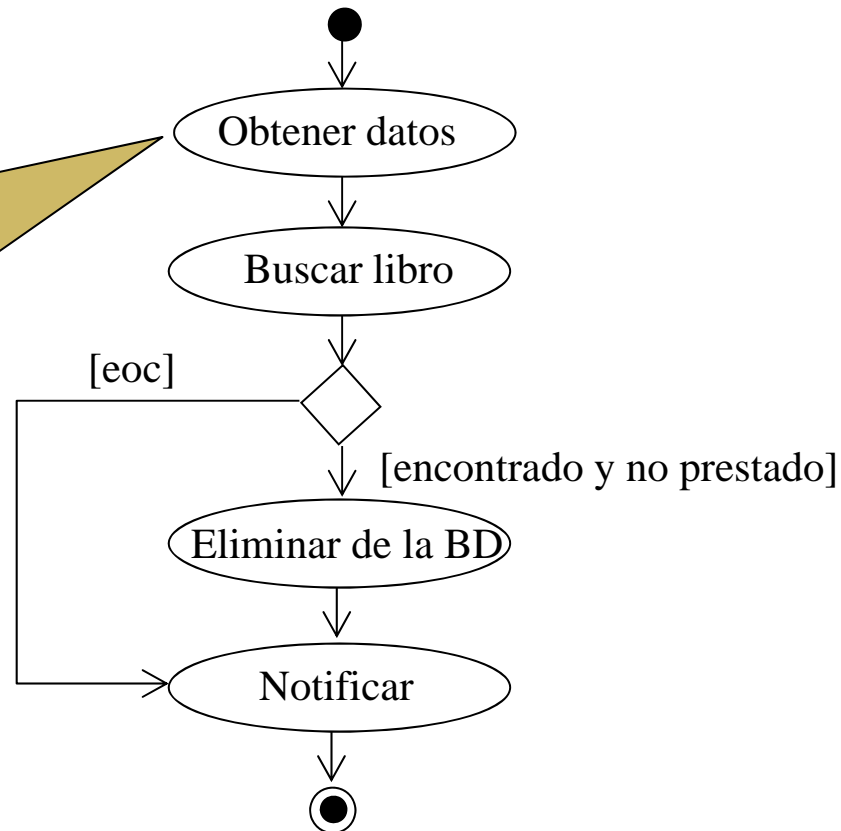 Obtener datos
Buscar libro
[eoc]
[encontrado y no prestado]
Eliminar de la BD
Notificar